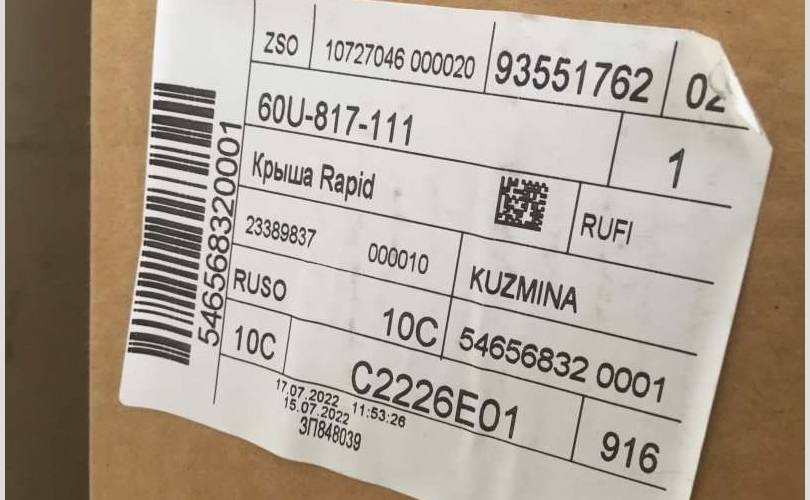 ZSO 10727046 000020 93551762 02
60U-817-111 1
Крыша Rapid RUFI
23389837 000010 KUZMINA
RUSO 10C 54656832 0001
10C C2226E01 916
17.07.2022 11:53:26
15.07.2022
ЗП848039
546568320001